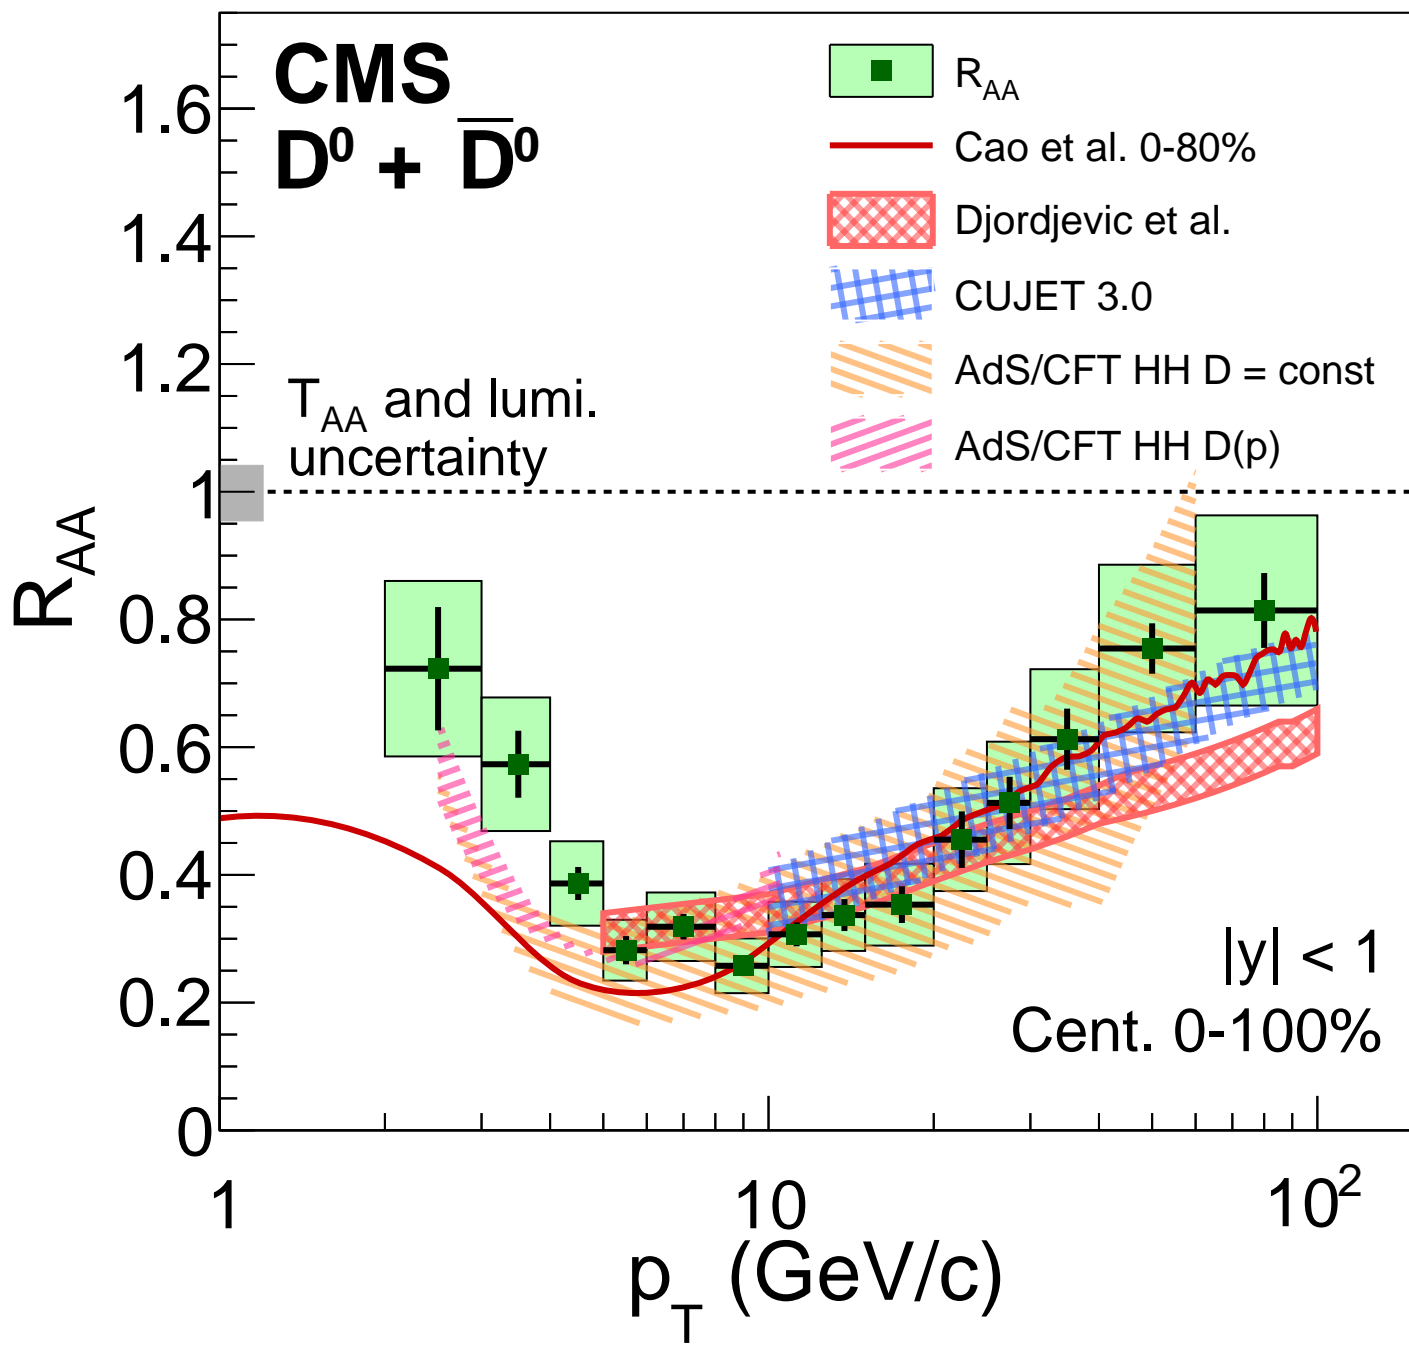 CMS
D⁰ + D̅⁰
R_AA
Cao et al. 0-80%
Djordjevic et al.
CUJET 3.0
AdS/CFT HH D = const
AdS/CFT HH D(p)
T_AA and lumi.
uncertainty
1.6
1.4
1.2
1
0.8
0.6
0.4
0.2
0
R_AA
|y| < 1
Cent. 0-100%
1
10
10²
p_T (GeV/c)